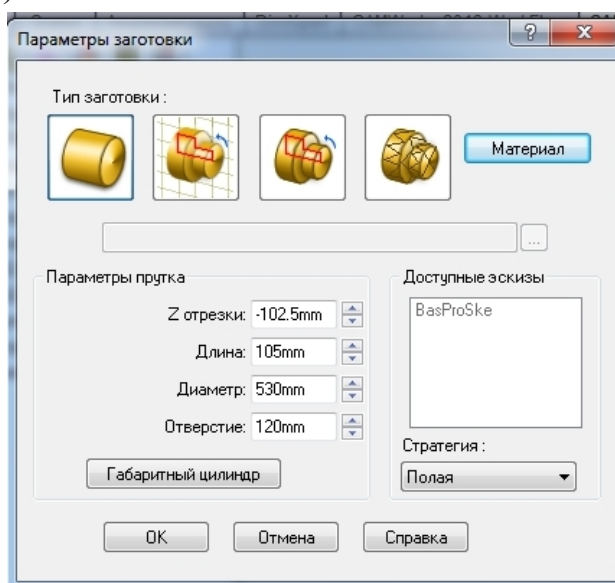 Параметры заготовки
Тип заготовки :
Материал
...
Параметры прутка
Z отрезки: -102.5mm
Длина: 105mm
Диаметр: 530mm
Отверстие: 120mm
Габаритный цилиндр
Доступные эскизы
BasProSke
Стратегия :
Полая
OK
Отмена
Справка